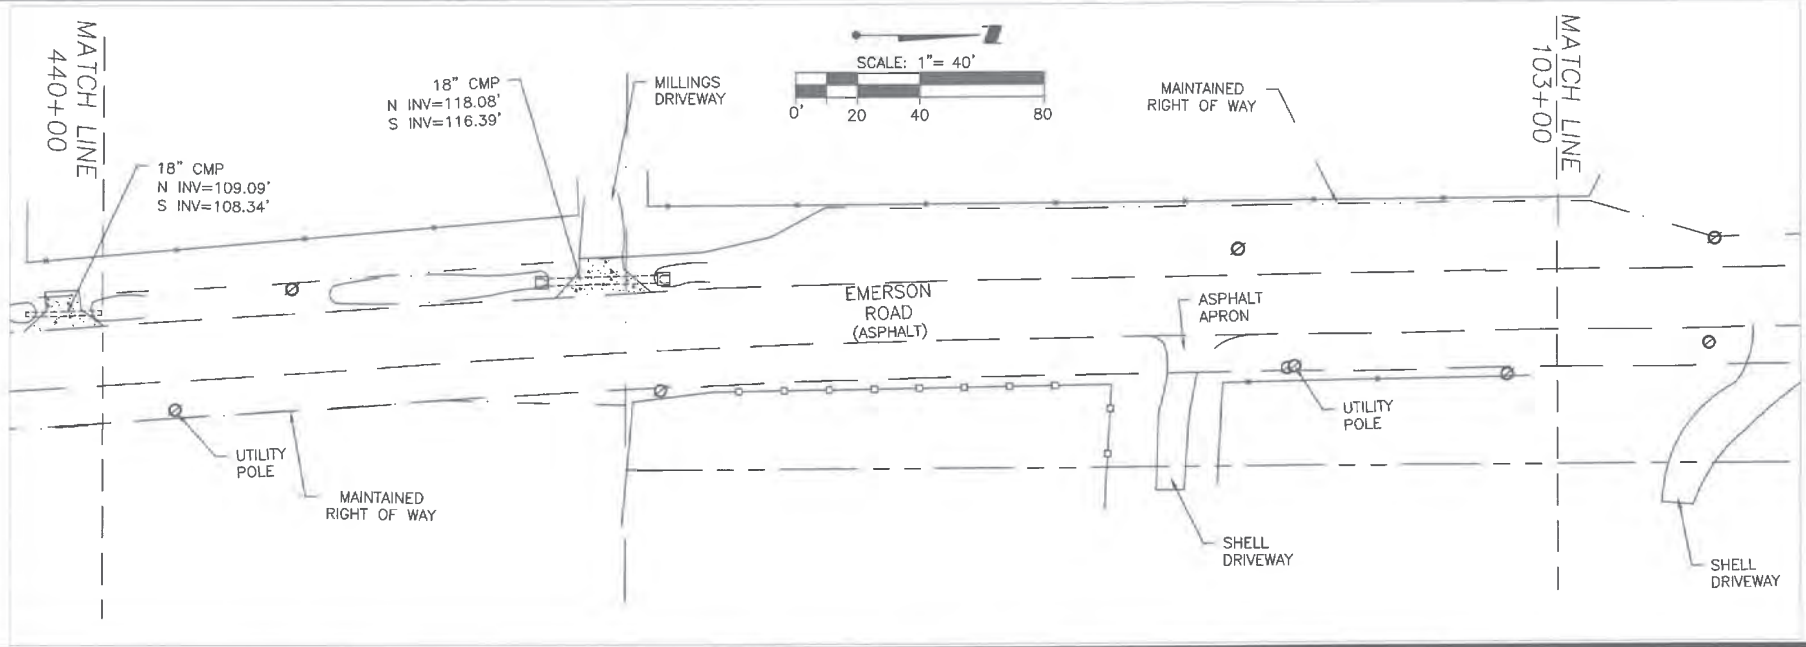 MATCH LINE
440+00
18" CMP
N INV=109.09'
S INV=108.34'
18" CMP
N INV=118.08'
S INV=116.39'
MILLINGS
DRIVEWAY
N
SCALE: 1"= 40'
0'
20
40
80
MAINTAINED
RIGHT OF WAY
MATCH LINE
103+00
EMERSON
ROAD
(ASPHALT)
ASPHALT
APRON
UTILITY
POLE
MAINTAINED
RIGHT OF WAY
UTILITY
POLE
SHELL
DRIVEWAY
SHELL
DRIVEWAY